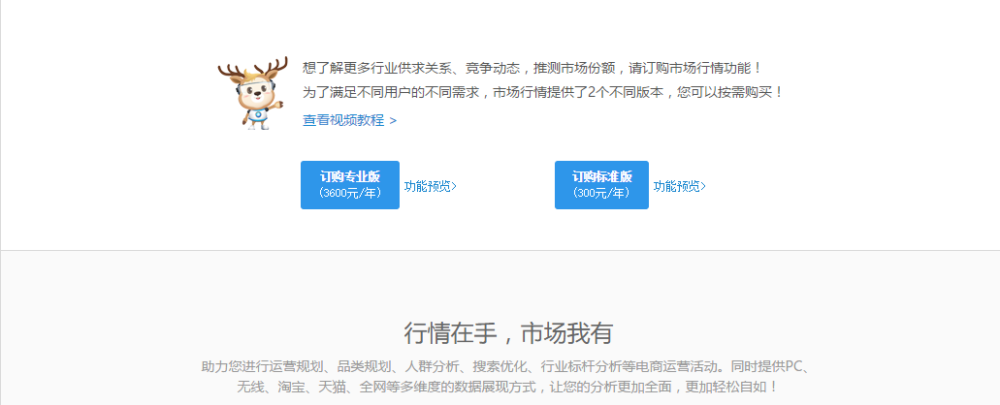 想了解更多行业供求关系、竞争动态，推测市场份额，请订购市场行情功能！
为了满足不同用户的不同需求，市场行情提供了2个不同版本，您可以按需购买！
查看视频教程 >
订购专业版
（3600元/年）
功能预览>
订购标准版
（300元/年）
功能预览>
行情在手，市场我有
助力您进行运营规划、品类规划、人群分析、搜索优化、行业标杆分析等电商运营活动。同时提供PC、
无线、淘宝、天猫、全网等多维度的数据展现方式，让您的分析更加全面，更加轻松自如！